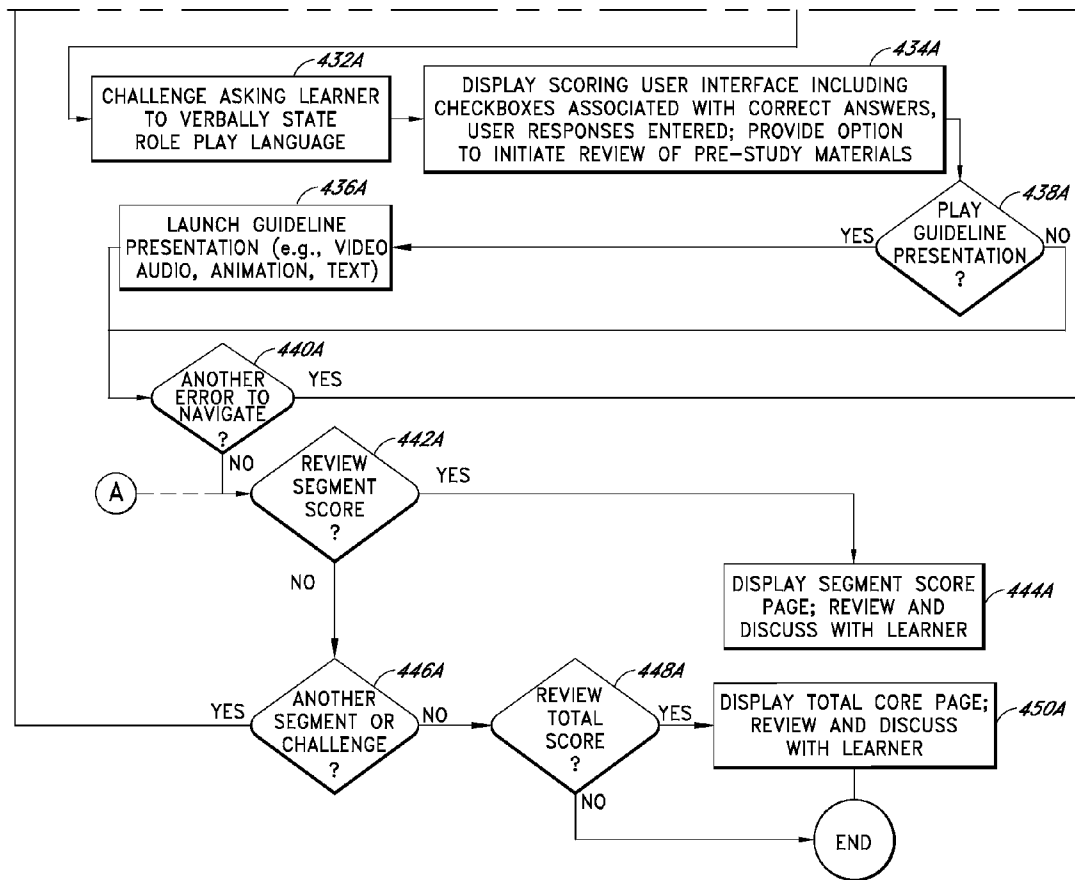 432A
CHALLENGE ASKING LEARNER
TO VERBALLY STATE
ROLE PLAY LANGUAGE
434A
DISPLAY SCORING USER INTERFACE INCLUDING
CHECKBOXES ASSOCIATED WITH CORRECT ANSWERS,
USER RESPONSES ENTERED; PROVIDE OPTION
TO INITIATE REVIEW OF PRE-STUDY MATERIALS
436A
LAUNCH GUIDELINE
PRESENTATION (e.g., VIDEO
AUDIO, ANIMATION, TEXT)
438A
YES
PLAY
GUIDELINE
PRESENTATION
?
NO
440A
ANOTHER
ERROR TO
NAVIGATE
?
YES
NO
A
442A
REVIEW
SEGMENT
SCORE
?
YES
NO
DISPLAY SEGMENT SCORE
PAGE; REVIEW AND
DISCUSS WITH LEARNER
444A
446A
YES
ANOTHER
SEGMENT OR
CHALLENGE
?
NO
448A
REVIEW
TOTAL
SCORE
?
YES
NO
DISPLAY TOTAL CORE PAGE;
REVIEW AND DISCUSS
WITH LEARNER
450A
END